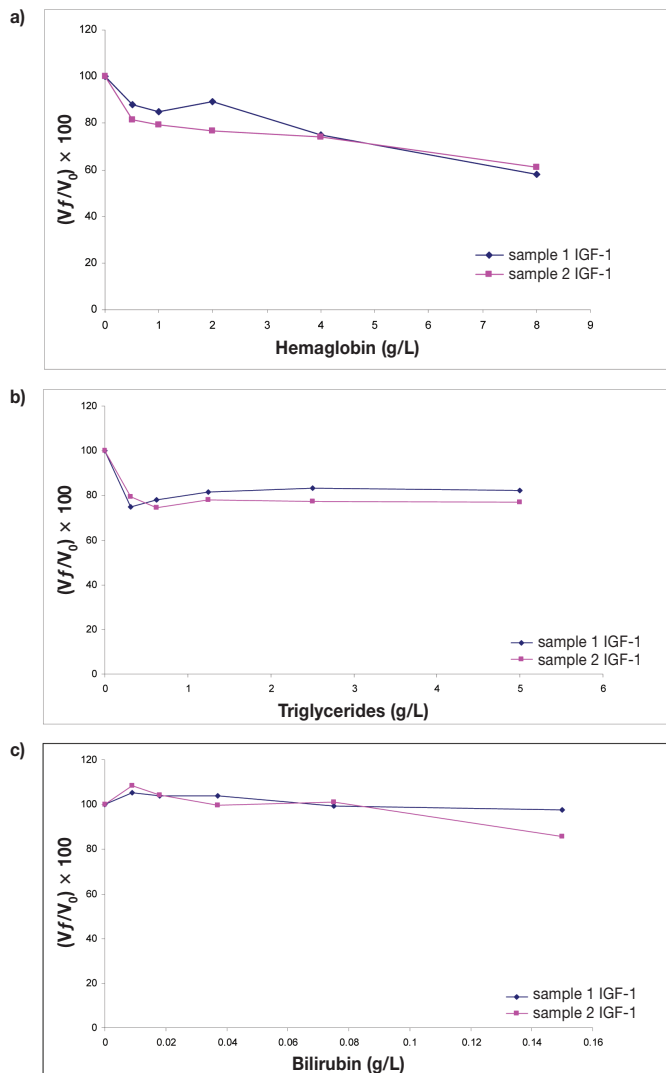 a)
120
100
80
60
40
20
0
(Vf/V0) × 100
0 1 2 3 4 5 6 7 8 9
Hemaglobin (g/L)
sample 1 IGF-1
sample 2 IGF-1
b)
120
100
80
60
40
20
0
(Vf/V0) × 100
0 1 2 3 4 5 6
Triglycerides (g/L)
sample 1 IGF-1
sample 2 IGF-1
c)
120
100
80
60
40
20
0
(Vf/V0) × 100
0 0.02 0.04 0.06 0.08 0.1 0.12 0.14 0.16
Bilirubin (g/L)
sample 1 IGF-1
sample 2 IGF-1